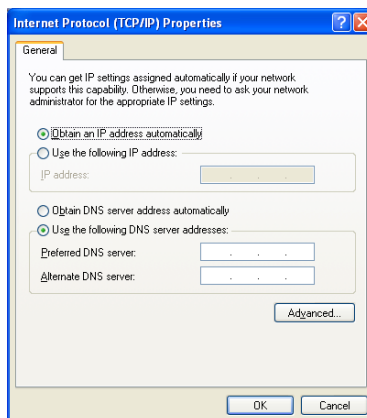 Internet Protocol (TCP/IP) Properties
General
You can get IP settings assigned automatically if your network
supports this capability. Otherwise, you need to ask your network
administrator for the appropriate IP settings.
Obtain an IP address automatically
Use the following IP address:
IP address:
Obtain DNS server address automatically
Use the following DNS server addresses:
Preferred DNS server:
Alternate DNS server:
Advanced...
OK Cancel